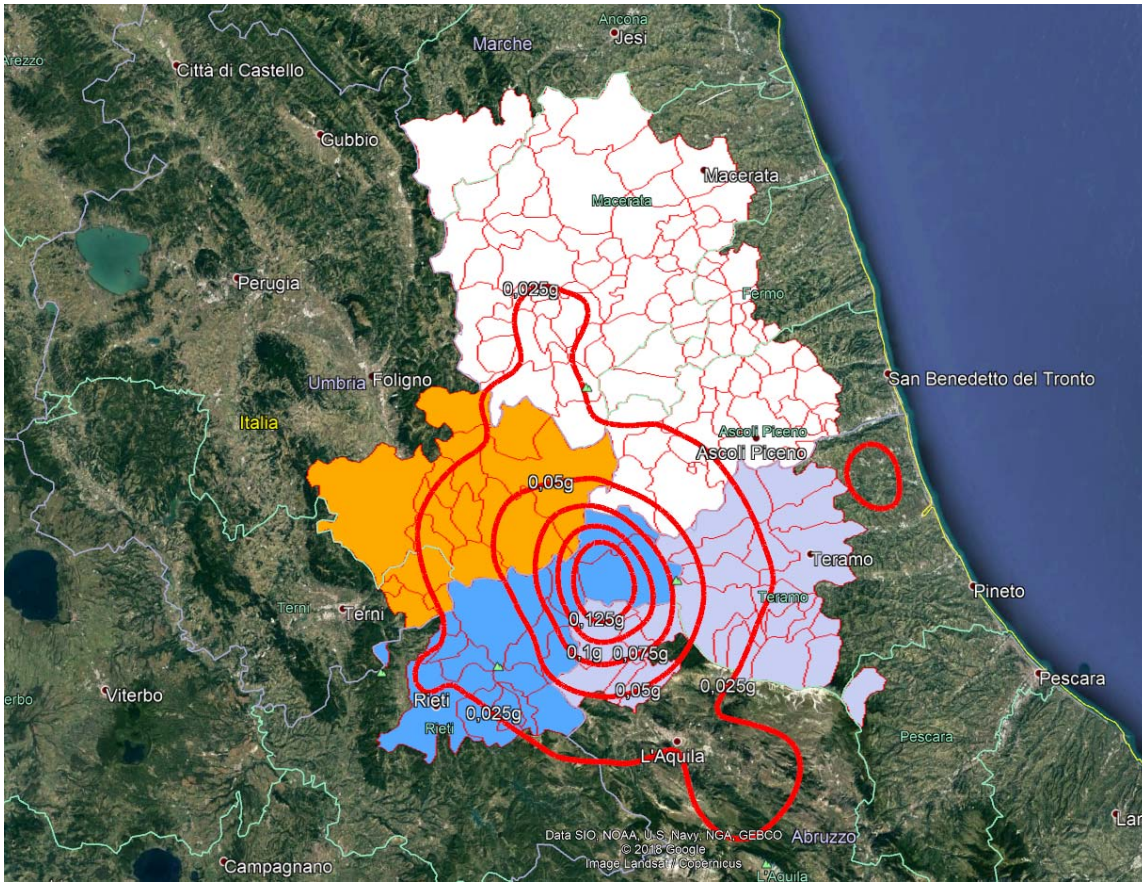 Ancona
Jesi
Marche
Arezzo
Città di Castello
Gubbio
Macerata
Macerata
Perugia
0,025g
Fermo
Umbria
Foligno
San Benedetto del Tronto
Italia
Ascoli Piceno
Ascoli Piceno
0,05g
Teramo
Pineto
Terni
Terni
Teramo
0,125g
0,1g
0,075g
Pescara
Viterbo
erbo
Rieti
0,05g
0,025g
0,025g
Rieti
Pescara
L'Aquila
Lan
Data SIO, NOAA, U.S. Navy, NGA, GEBCO
© 2018 Google
Image Landsat / Copernicus
Abruzzo
Campagnano
L'Aquila